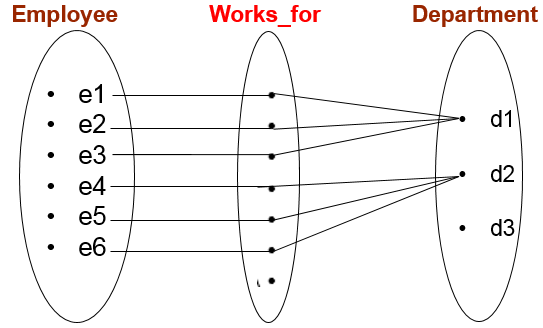 Employee Works_for Department
e1
e2
e3
e4
e5
e6
d1
d2
d3